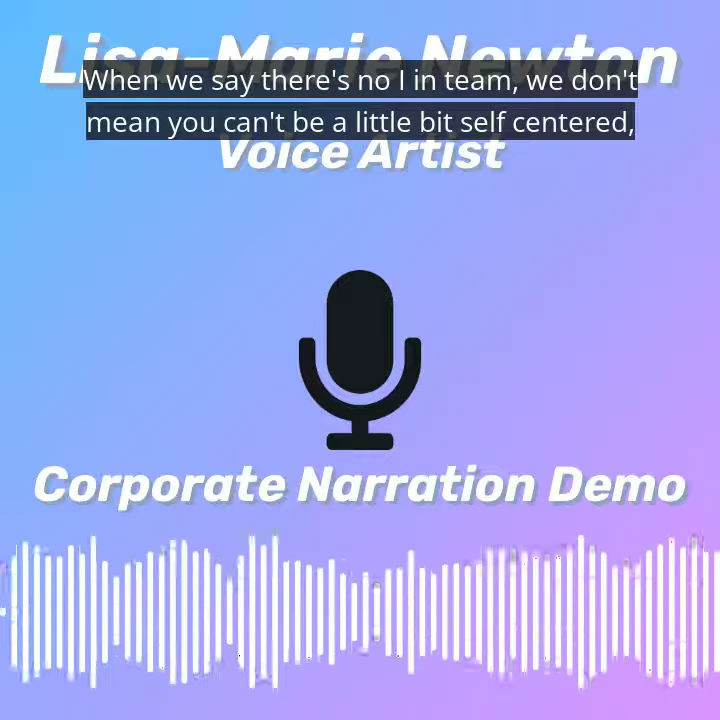 Lisa-Marie Newton
When we say there's no I in team, we don't
mean you can't be a little bit self centered,
Voice Artist
Corporate Narration Demo